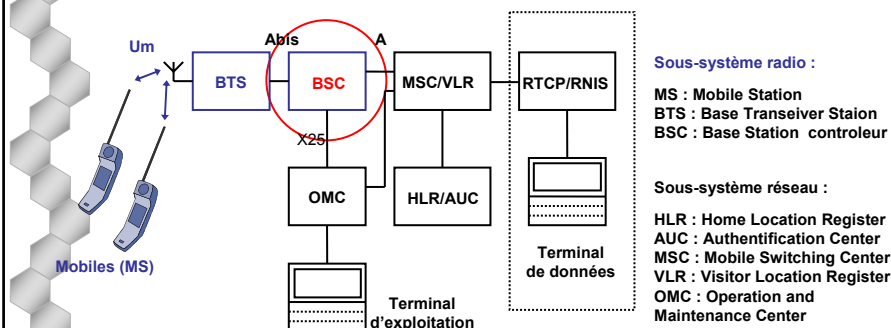 Um
Abis
A
BTS
BSC
MSC/VLR
RTCP/RNIS
X25
OMC
HLR/AUC
Mobiles (MS)
Terminal
d'exploitation
Terminal
de données
Sous-système radio :
MS : Mobile Station
BTS : Base Transeiver Staion
BSC : Base Station controleur
Sous-système réseau :
HLR : Home Location Register
AUC : Authentification Center
MSC : Mobile Switching Center
VLR : Visitor Location Register
OMC : Operation and
Maintenance Center